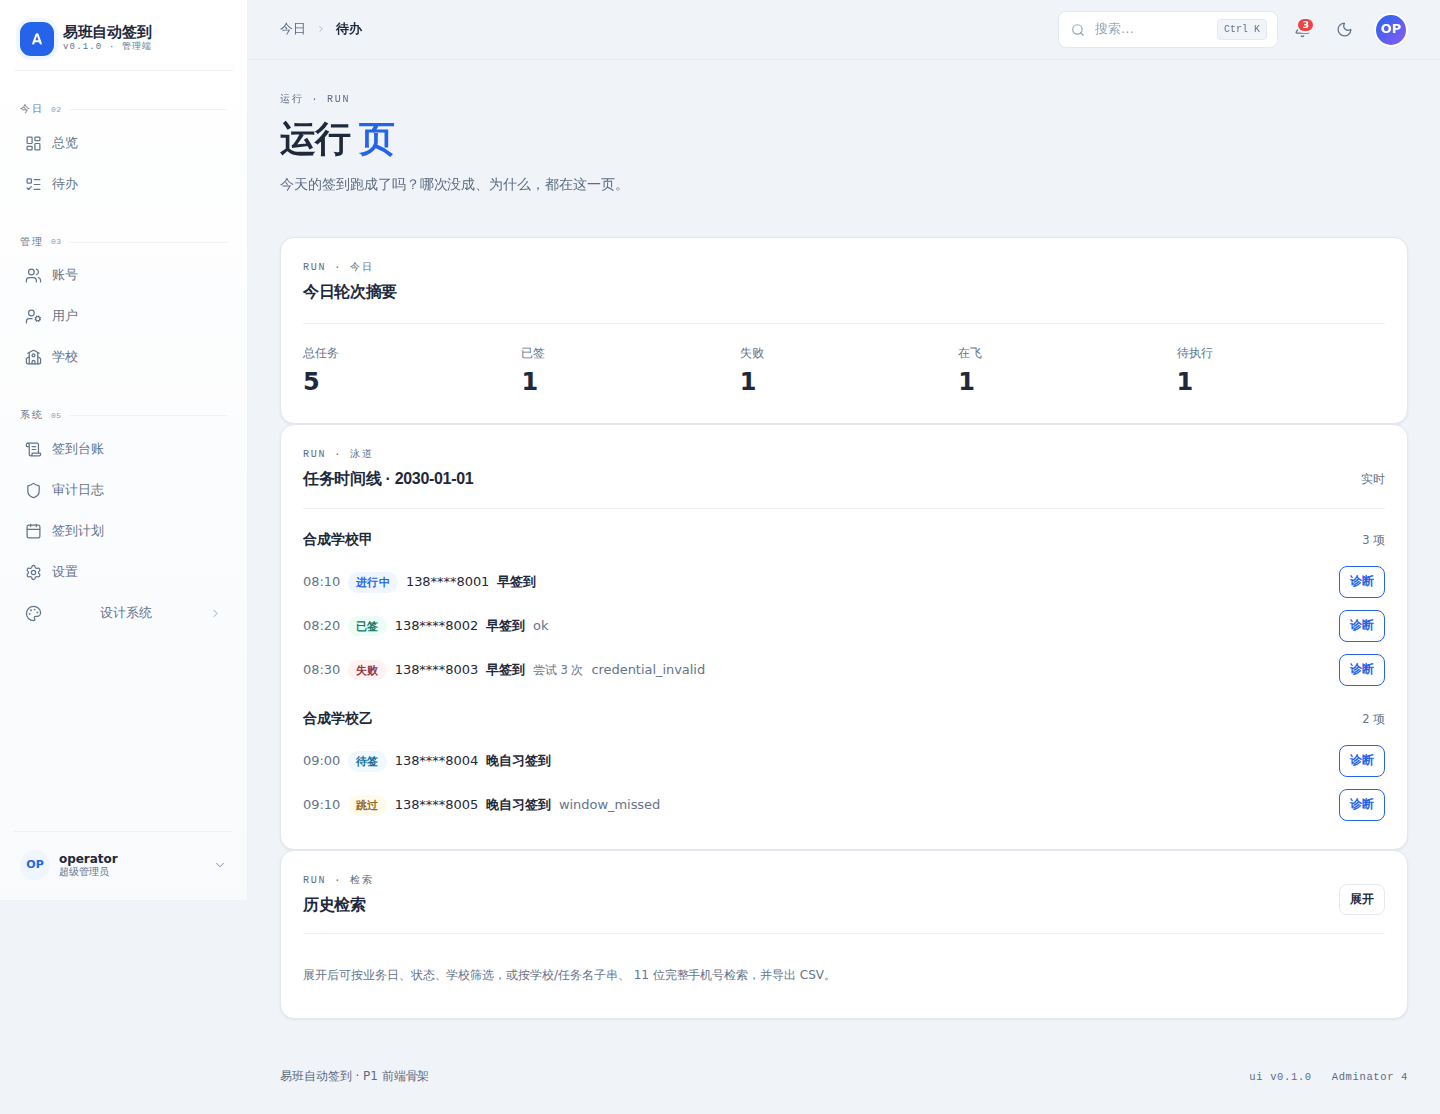 易班自动签到
v0.1.0 · 管理端
今日 02
总览
待办
管理 03
账号
用户
学校
系统 05
签到台账
审计日志
签到计划
设置
设计系统
OP operator
超级管理员
今日 › 待办
搜索… Ctrl K 3 OP
运行 · RUN
运行 页
今天的签到跑成了吗？哪次没成、为什么，都在这一页。
RUN · 今日
今日轮次摘要
总任务 已签 失败 在飞 待执行
5 1 1 1 1
RUN · 泳道
任务时间线 · 2030-01-01 实时
合成学校甲 3 项
08:10 进行中 138****8001 早签到 诊断
08:20 已签 138****8002 早签到 ok 诊断
08:30 失败 138****8003 早签到 尝试 3 次 credential_invalid 诊断
合成学校乙 2 项
09:00 待签 138****8004 晚自习签到 诊断
09:10 跳过 138****8005 晚自习签到 window_missed 诊断
RUN · 检索
历史检索 展开
展开后可按业务日、状态、学校筛选，或按学校/任务名子串、 11 位完整手机号检索，并导出 CSV。
易班自动签到 · P1 前端骨架 ui v0.1.0 Adminator 4